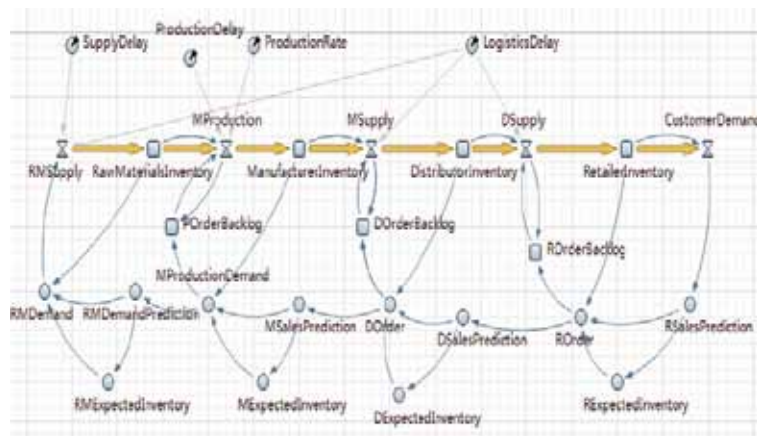 SupplyDelay
ProductionDelay
ProductionRate
LogisticsDelay
MProduction
MSupply
DSupply
CustomerDemand
RMSupply
RawMaterialsInventory
ManufacturerInventory
DistributorInventory
RetailerInventory
POrderBacklog
DOrderBacklog
ROrderBacklog
MProductionDemand
RMDemand
RMDemandPrediction
MSalesPrediction
DOrder
DSalesPrediction
ROrder
RSalesPrediction
RMExpectedInventory
MExpectedInventory
DExpectedInventory
RExpectedInventory